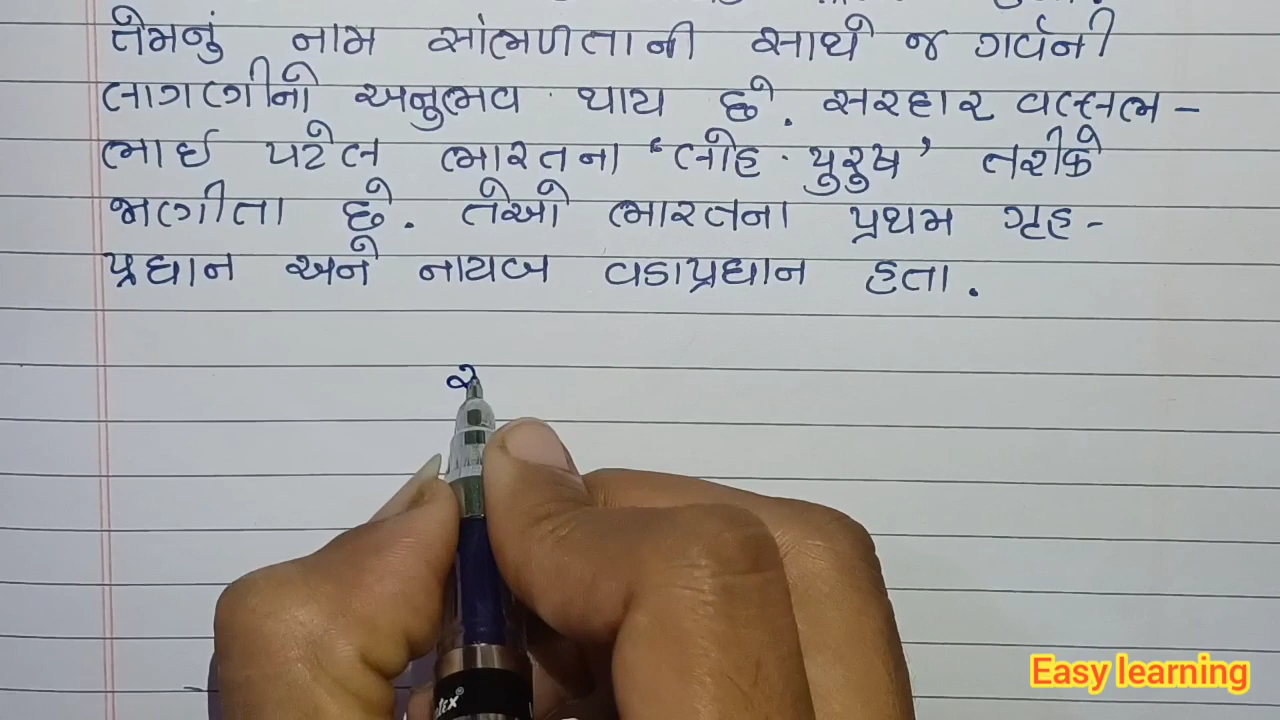 તેમનું નામ સાંભળતાની સાથે જ ગર્વની
લાગણીનો અનુભવ થાય છે. સરદાર વલ્લભ-
ભાઈ પટેલ ભારતના ‘લોહ પુરુષ’ તરીકે
જાણીતા છે. તેઓ ભારતના પ્રથમ ગૃહ-
પ્રધાન અને નાયબ વડાપ્રધાન હતા.
Easy learning